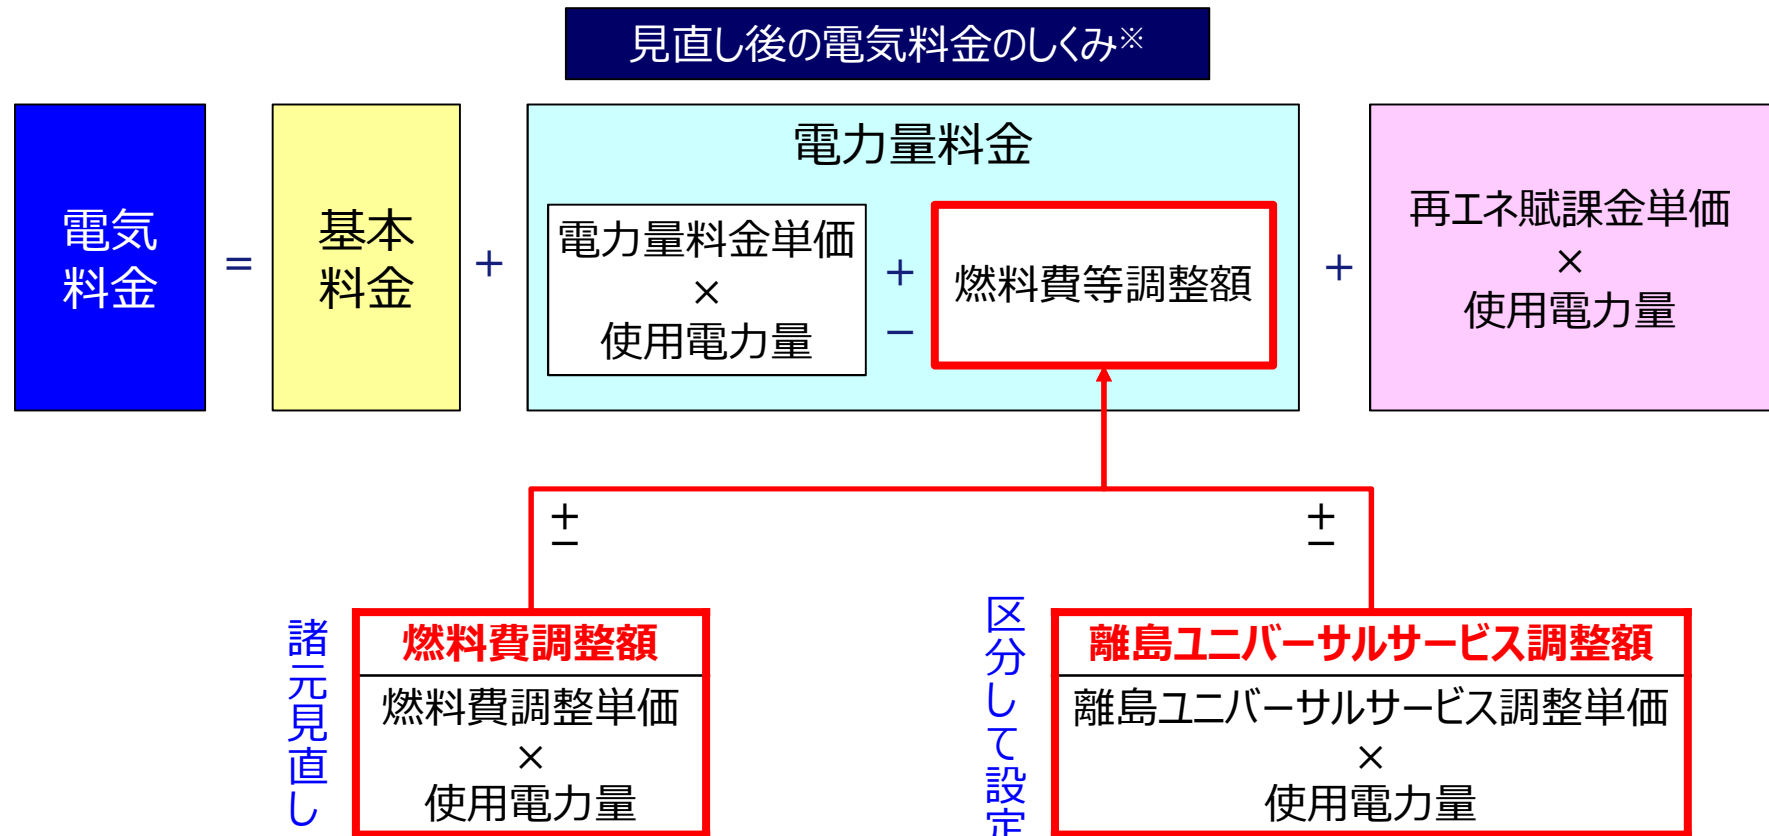 見直し後の電気料金のしくみ※
電気
料金
=
基本
料金
+
電力量料金
電力量料金単価
×
使用電力量
+
−
燃料費等調整額
+
再エネ賦課金単価
×
使用電力量
±
±
諸元見直し
燃料費調整額
燃料費調整単価
×
使用電力量
区分して設定
離島ユニバーサルサービス調整額
離島ユニバーサルサービス調整単価
×
使用電力量